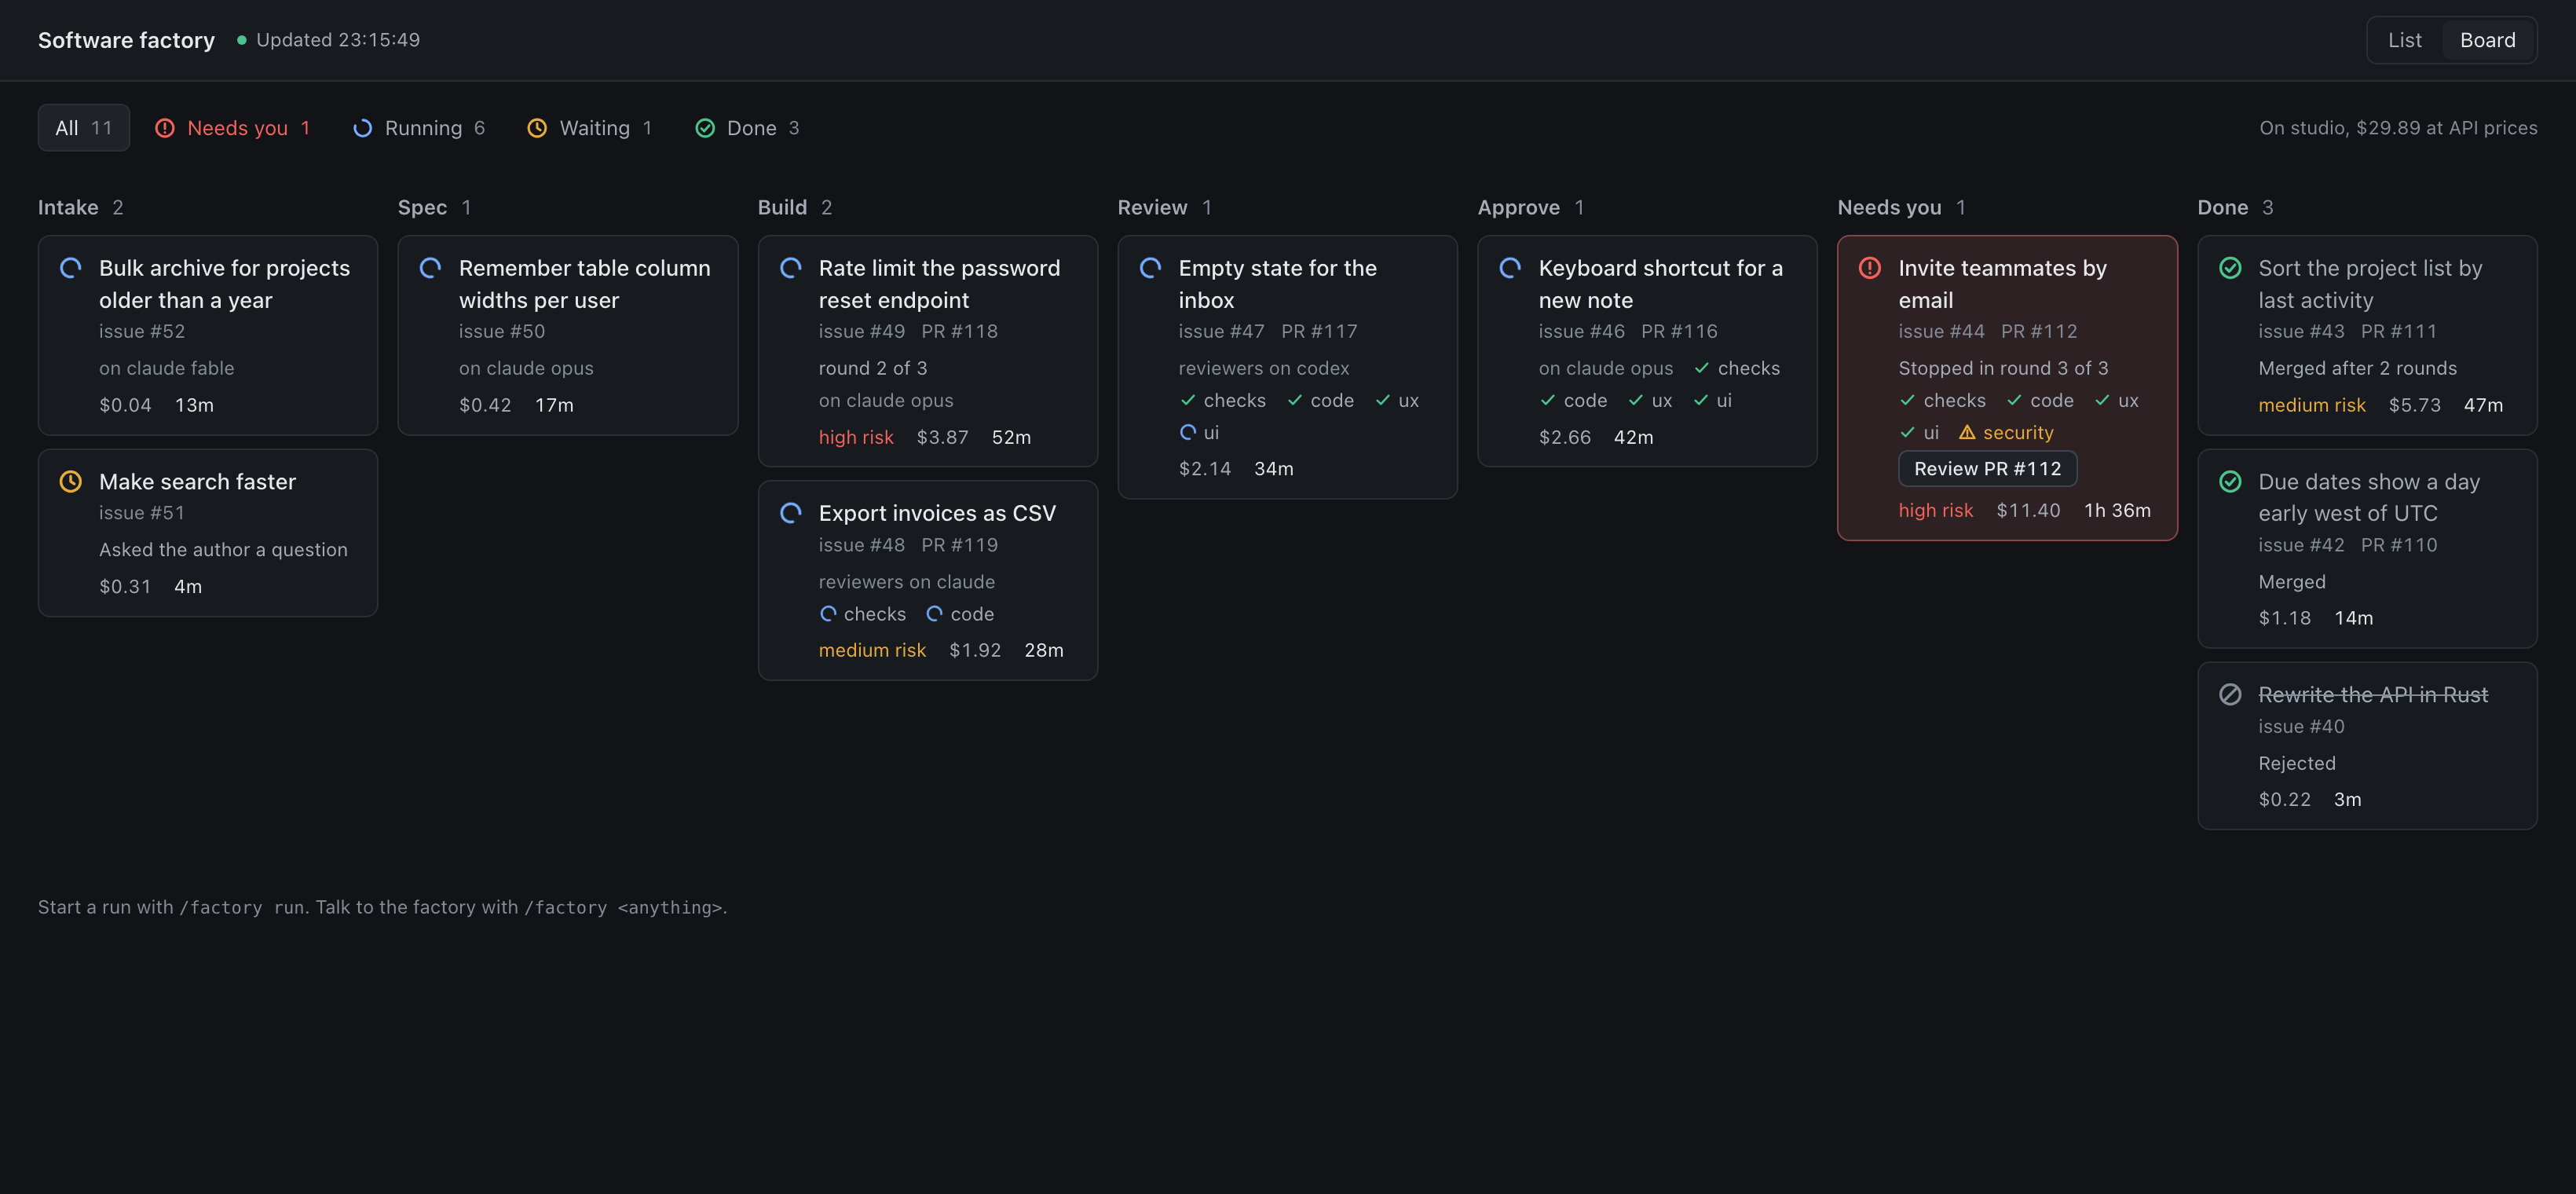 Software factory
Updated 23:15:49
List Board
All 11
Needs you 1
Running 6
Waiting 1
Done 3
On studio, $29.89 at API prices
Intake 2
Bulk archive for projects
older than a year
issue #52
on claude fable
$0.04 13m
Make search faster
issue #51
Asked the author a question
$0.31 4m
Spec 1
Remember table column
widths per user
issue #50
on claude opus
$0.42 17m
Build 2
Rate limit the password
reset endpoint
issue #49 PR #118
round 2 of 3
on claude opus
high risk $3.87 52m
Export invoices as CSV
issue #48 PR #119
reviewers on claude
checks code
medium risk $1.92 28m
Review 1
Empty state for the
inbox
issue #47 PR #117
reviewers on codex
checks code ux
ui
$2.14 34m
Approve 1
Keyboard shortcut for a
new note
issue #46 PR #116
on claude opus checks
code ux ui
$2.66 42m
Needs you 1
Invite teammates by
email
issue #44 PR #112
Stopped in round 3 of 3
checks code ux
ui security
Review PR #112
high risk $11.40 1h 36m
Done 3
Sort the project list by
last activity
issue #43 PR #111
Merged after 2 rounds
medium risk $5.73 47m
Due dates show a day
early west of UTC
issue #42 PR #110
Merged
$1.18 14m
Rewrite the API in Rust
issue #40
Rejected
$0.22 3m
Start a run with /factory run. Talk to the factory with /factory <anything>.